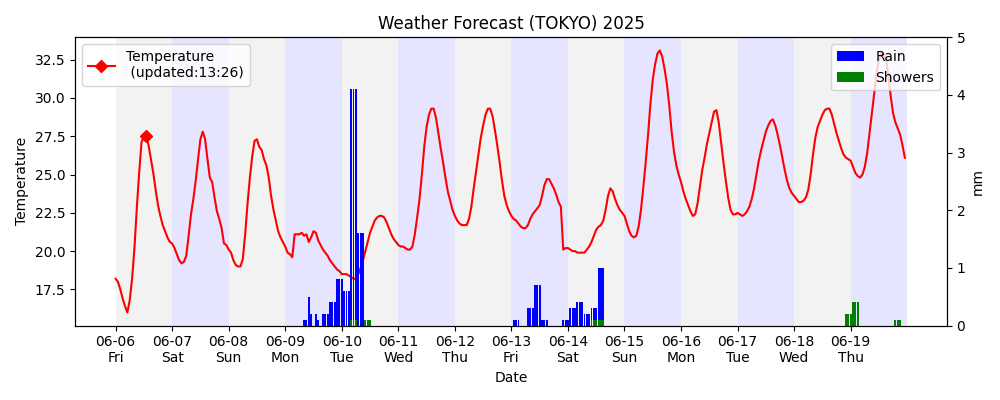 Weather Forecast (TOKYO) 2025
Temperature
(updated:13:26)
Rain
Showers
Temperature
32.5
30.0
27.5
25.0
22.5
20.0
17.5
5
4
3
2
1
0
mm
06-06 06-07 06-08 06-09 06-10 06-11 06-12 06-13 06-14 06-15 06-16 06-17 06-18 06-19
Fri Sat Sun Mon Tue Wed Thu Fri Sat Sun Mon Tue Wed Thu
Date